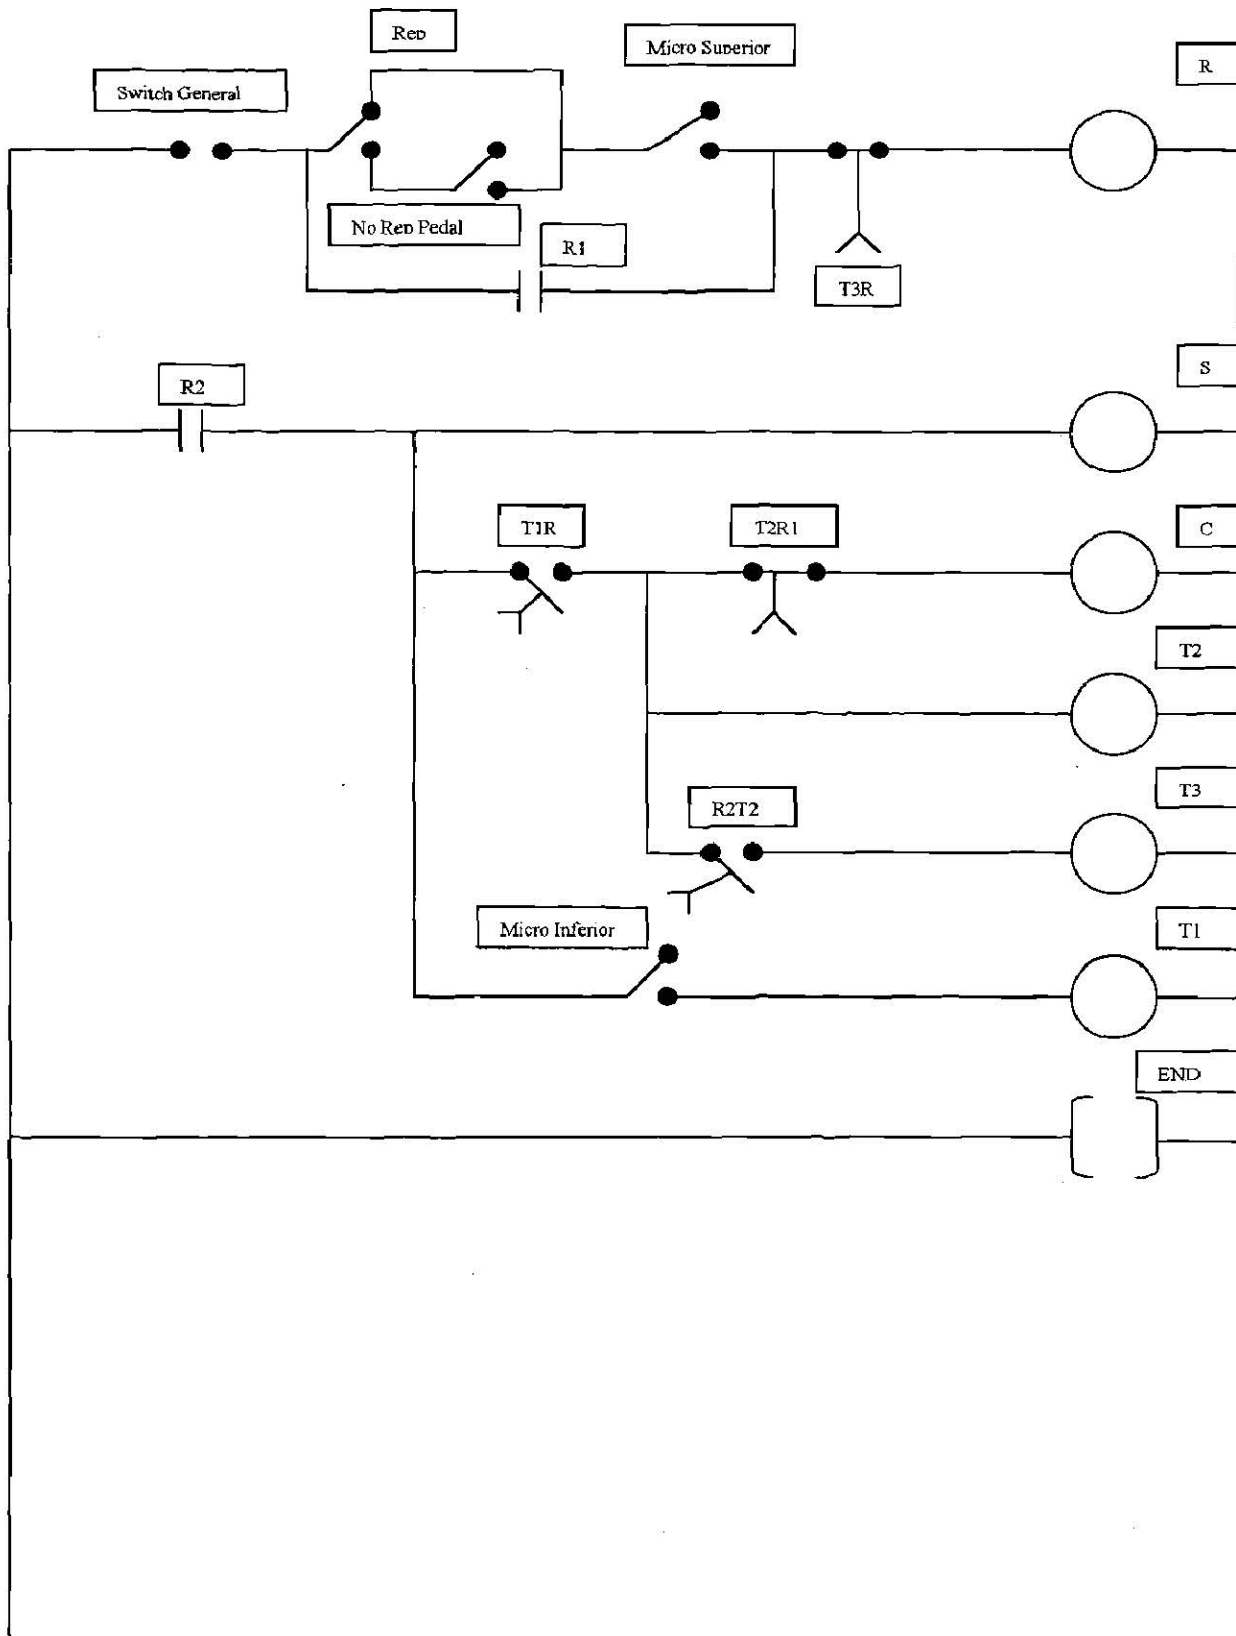 Rep
Micro Superior
R
Switch General
No Rep Pedal
R1
T3R
S
R2
T1R
T2R1
C
T2
R2T2
T3
Micro Inferior
T1
END